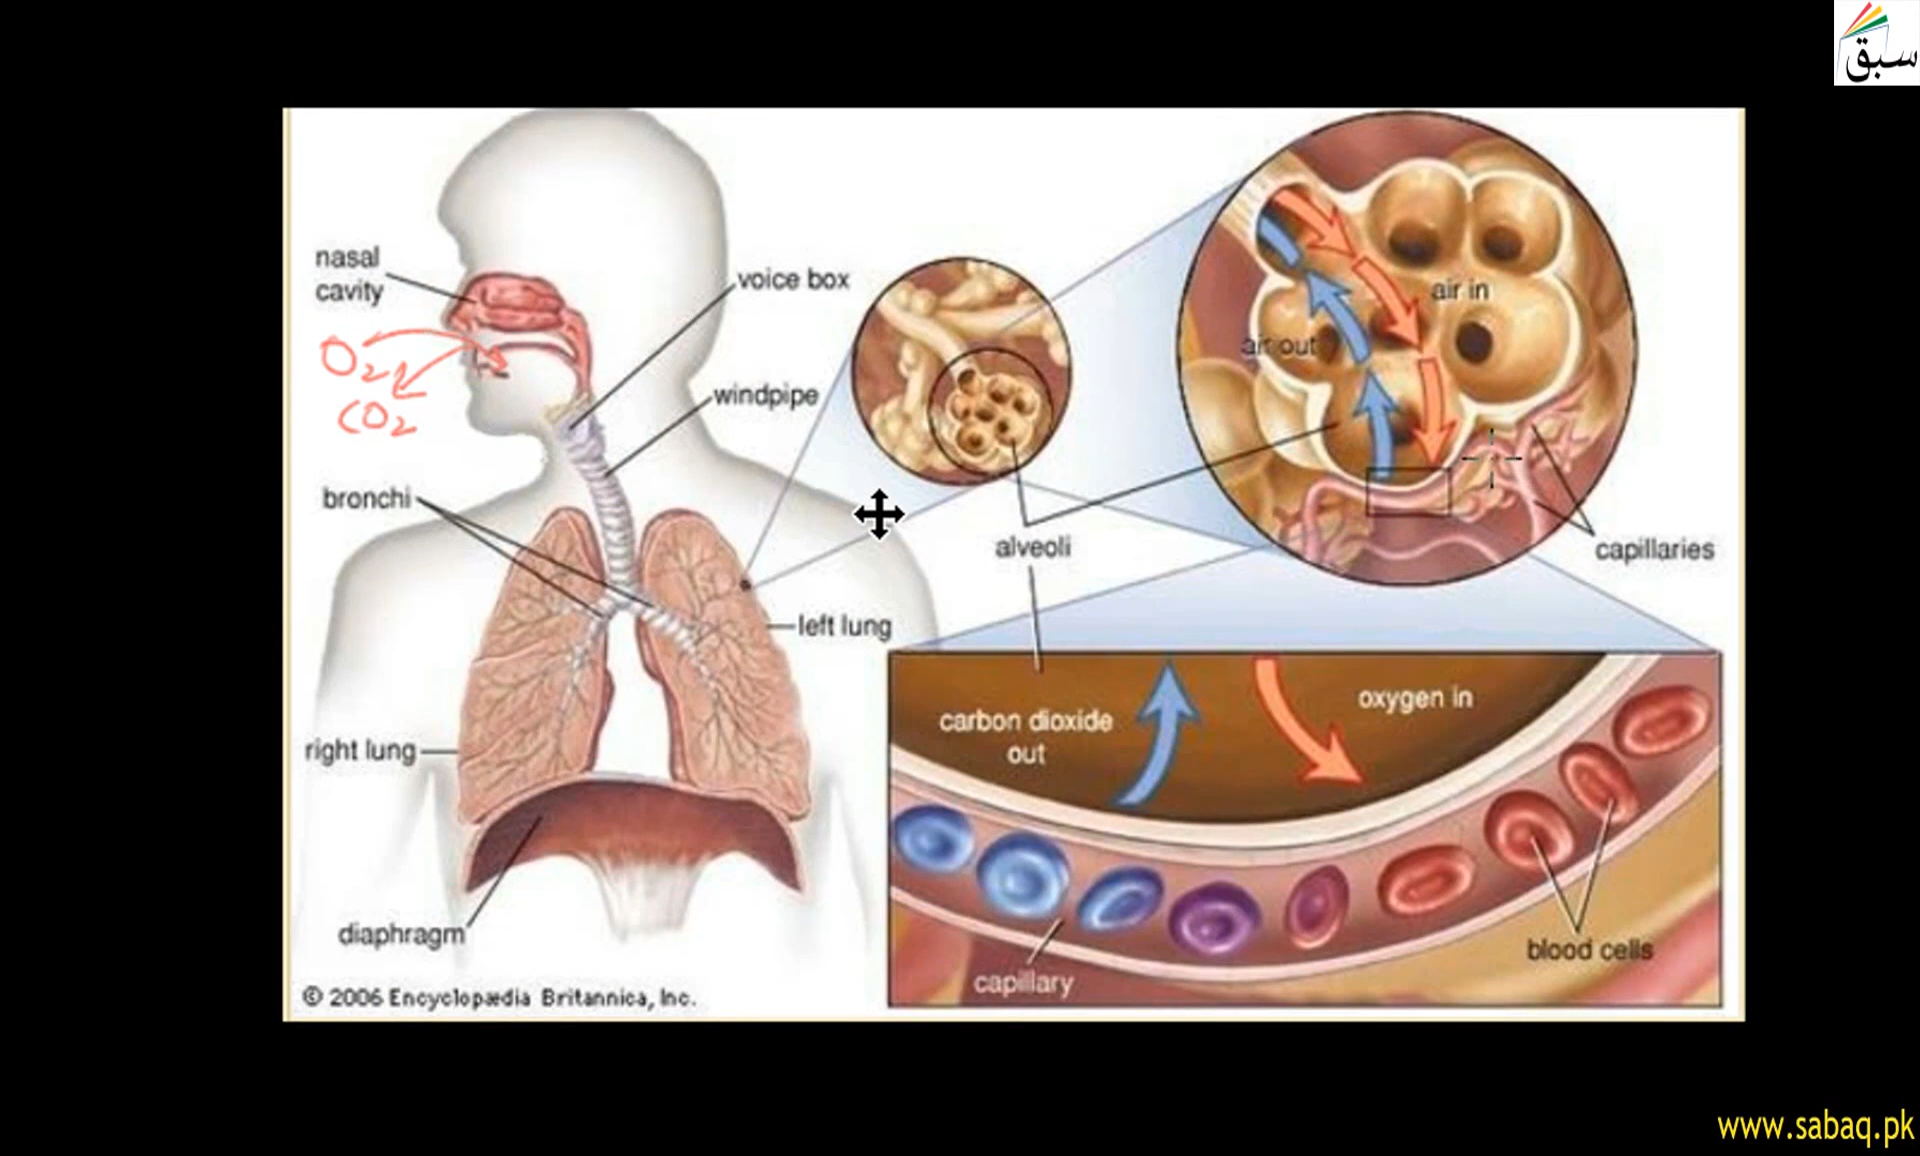 سبق
nasal
cavity
voice box
O2
CO2
windpipe
bronchi
air in
air out
alveoli
capillaries
left lung
right lung
carbon dioxide
out
oxygen in
diaphragm
blood cells
capillary
© 2006 Encyclopædia Britannica, Inc.
www.sabaq.pk